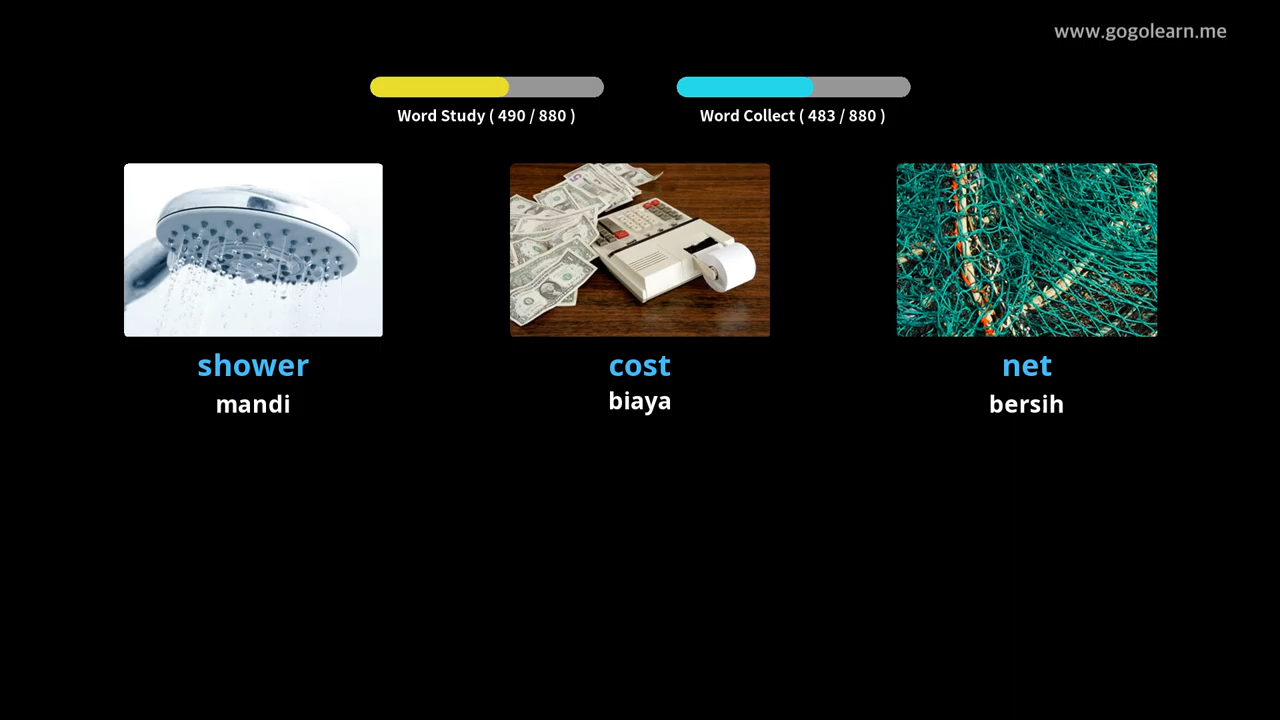 www.gogolearn.me
Word Study ( 490 / 880 )
Word Collect ( 483 / 880 )
shower
mandi
cost
biaya
net
bersih